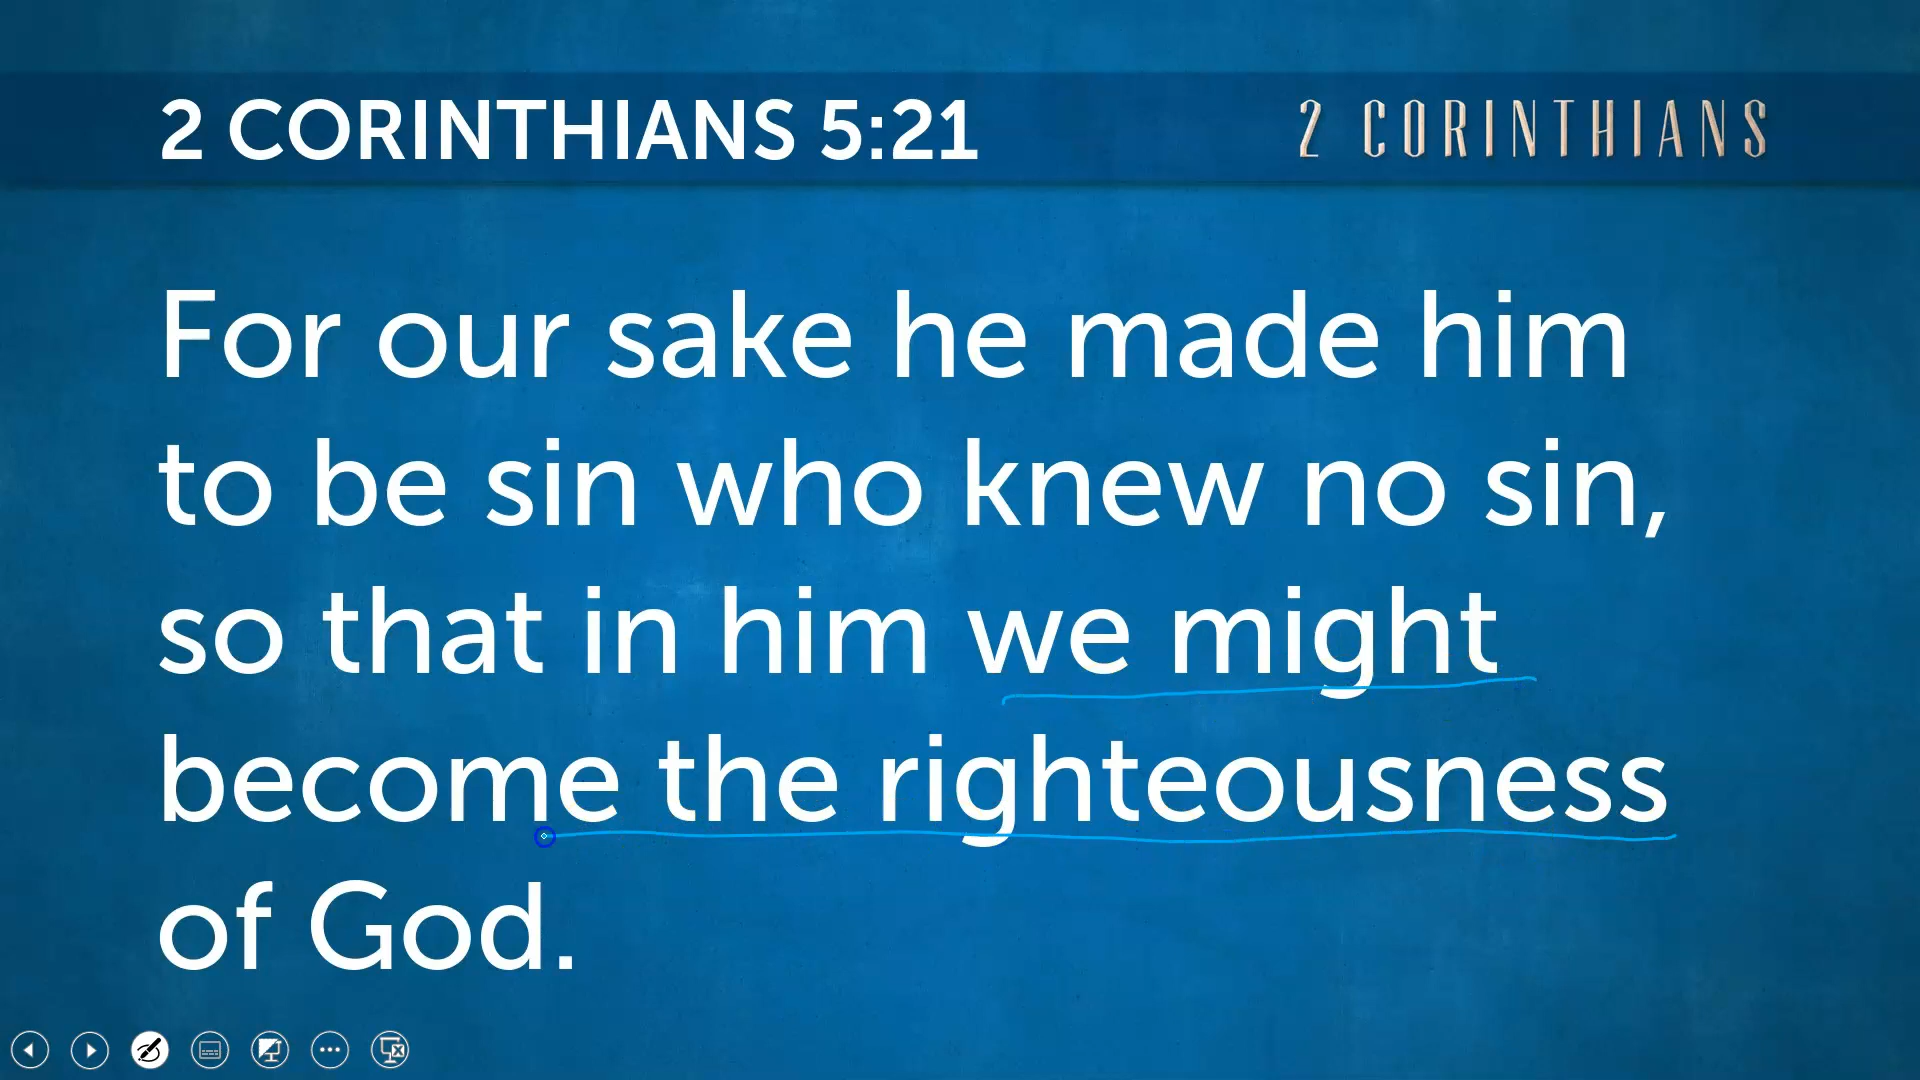 2 CORINTHIANS 5:21
2 CORINTHIANS
For our sake he made him
to be sin who knew no sin,
so that in him we might
become the righteousness
of God.